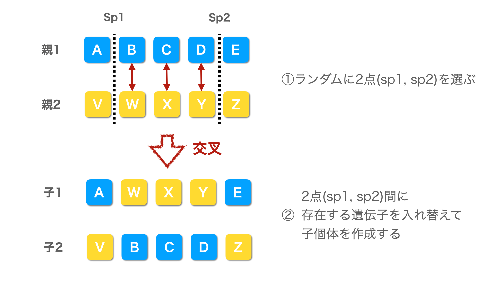 Sp1 Sp2
親1 A B C D E
①ランダムに2点(sp1, sp2)を選ぶ
親2 V W X Y Z
交叉
子1 A W X Y E
2点(sp1, sp2)間に
② 存在する遺伝子を入れ替えて
子個体を作成する
子2 V B C D Z